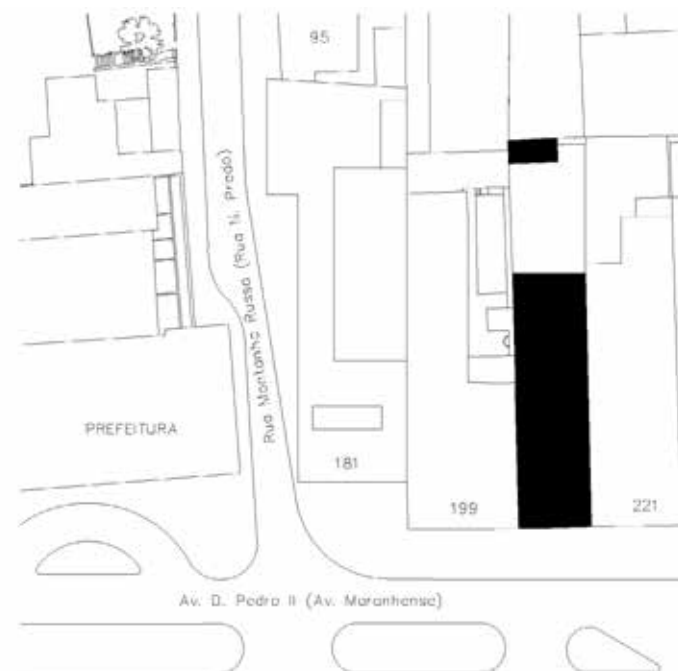 95
Rua Montanha Russa (Rua N. Prado)
PREFEITURA
181
199
221
Av. D. Pedro II (Av. Maranhense)